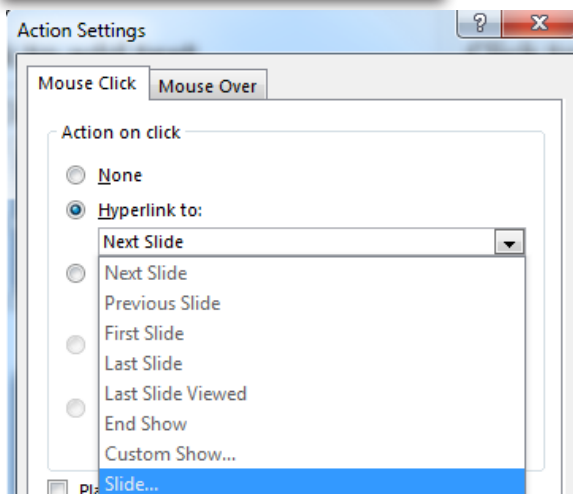 Action Settings
Mouse Click Mouse Over
Action on click
None
Hyperlink to:
Next Slide
Next Slide
Previous Slide
First Slide
Last Slide
Last Slide Viewed
End Show
Custom Show...
Slide...